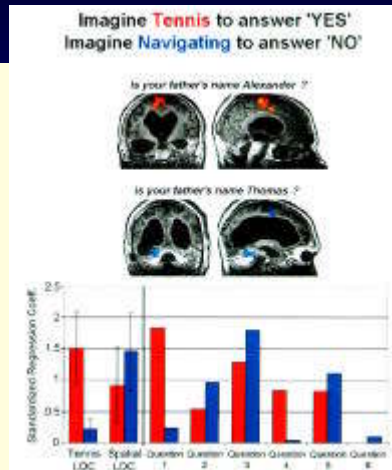 Imagine Tennis to answer 'YES'
Imagine Navigating to answer 'NO'
Is your father's name Alexander ?
Is your father's name Thomas ?
Standardized Regression Coeff.
2.5
2
1.5
1
0.5
0
Tennis LOC
Spatial LOC
Question 1
Question 2
Question 3
Question 4
Question 5
Question 6